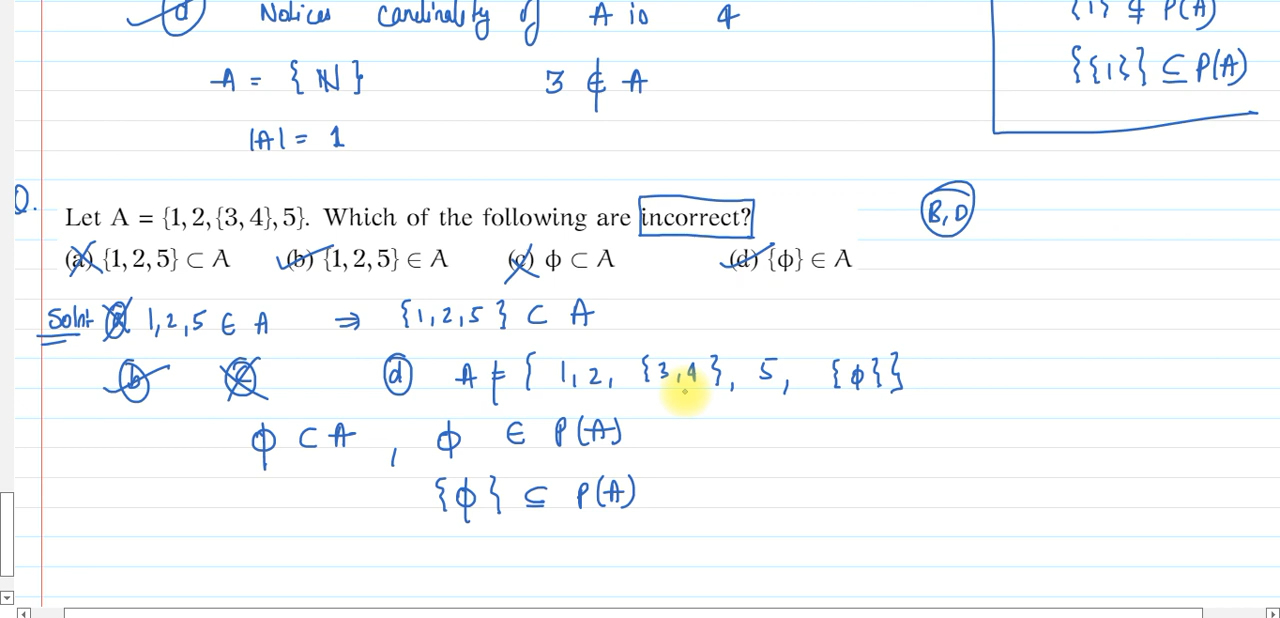 (d) Notices Cardinality of A is 4
{1} ⊈ P(A)
A = {ℕ} 3 ∉ A
{{1}} ⊆ P(A)
|A| = 1
Q.
Let A = {1, 2, {3, 4}, 5}. Which of the following are incorrect?
B, D
(a) {1, 2, 5} ⊂ A (b) {1, 2, 5} ∈ A (c) ϕ ⊂ A (d) {ϕ} ∈ A
Soln: 1, 2, 5 ∈ A ⇒ {1, 2, 5} ⊂ A
(b) (d) A ≠ {1, 2, {3, 4}, 5, {ϕ}}
ϕ ⊂ A, ϕ ∈ P(A)
{ϕ} ⊆ P(A)